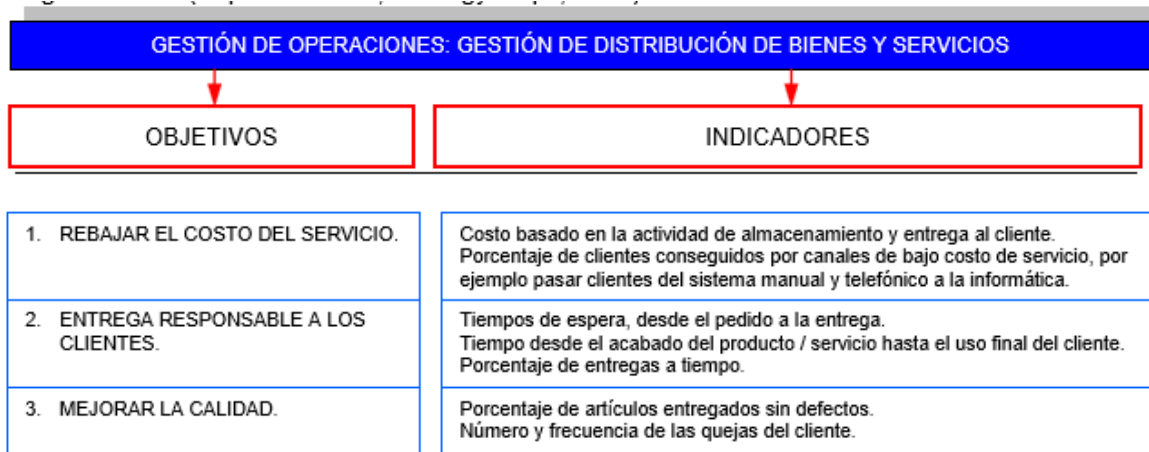 GESTIÓN DE OPERACIONES: GESTIÓN DE DISTRIBUCIÓN DE BIENES Y SERVICIOS
OBJETIVOS
INDICADORES
1. REBAJAR EL COSTO DEL SERVICIO.
Costo basado en la actividad de almacenamiento y entrega al cliente.
Porcentaje de clientes conseguidos por canales de bajo costo de servicio, por
ejemplo pasar clientes del sistema manual y telefónico a la informática.
2. ENTREGA RESPONSABLE A LOS
CLIENTES.
Tiempos de espera, desde el pedido a la entrega.
Tiempo desde el acabado del producto / servicio hasta el uso final del cliente.
Porcentaje de entregas a tiempo.
3. MEJORAR LA CALIDAD.
Porcentaje de artículos entregados sin defectos.
Número y frecuencia de las quejas del cliente.